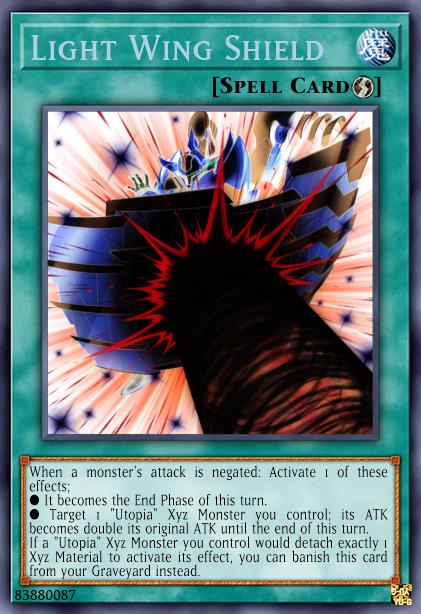 Light Wing Shield
魔
[Spell Card]
When a monster's attack is negated: Activate 1 of these
effects;
● It becomes the End Phase of this turn.
● Target 1 "Utopia" Xyz Monster you control; its ATK
becomes double its original ATK until the end of this turn.
If a "Utopia" Xyz Monster you control would detach exactly 1
Xyz Material to activate its effect, you can banish this card
from your Graveyard instead.
83880087